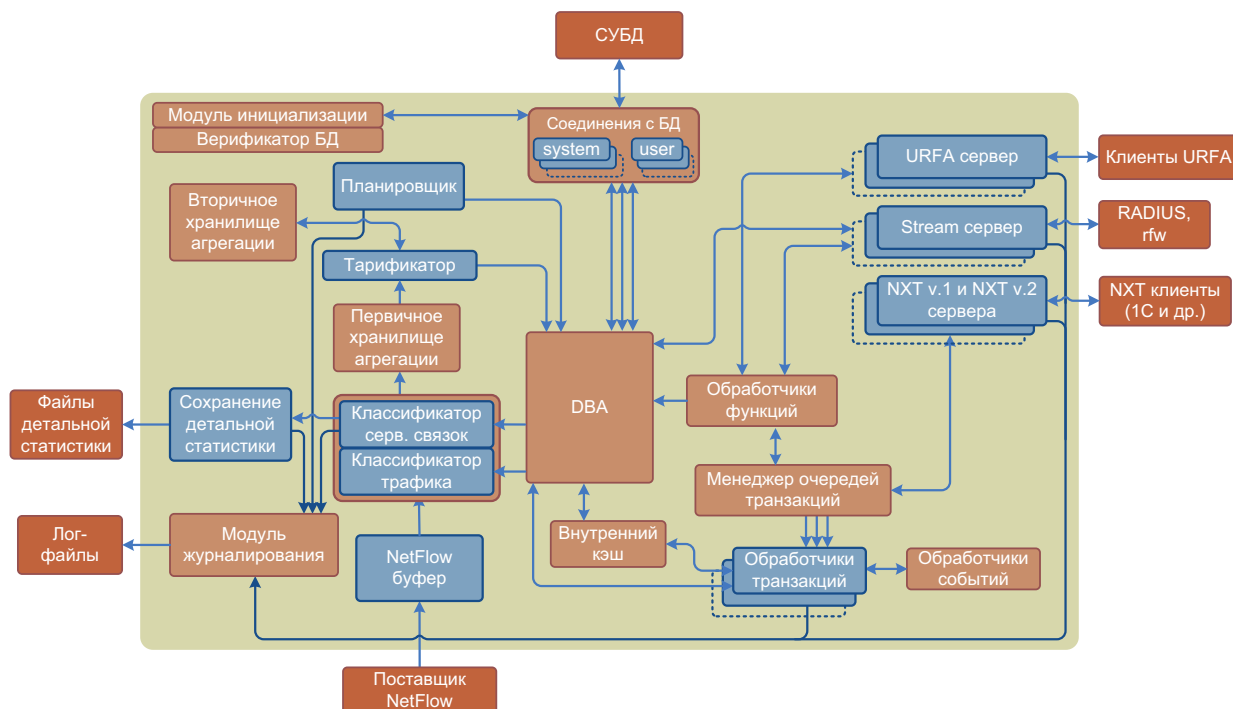 СУБД
Модуль инициализации
Верификатор БД
Соединения с БД
system
user
URFA сервер
Клиенты URFA
Планировщик
Вторичное
хранилище
агрегации
Stream сервер
RADIUS,
rfw
Тарификатор
NXT v.1 и NXT v.2
сервера
NXT клиенты
(1С и др.)
Первичное
хранилище
агрегации
DBA
Обработчики
функций
Файлы
детальной
статистики
Сохранение
детальной
статистики
Классификатор
серв. связок
Классификатор
трафика
Менеджер очередей
транзакций
Лог-
файлы
Модуль
журналирования
NetFlow
буфер
Внутренний
кэш
Обработчики
транзакций
Обработчики
событий
Поставщик
NetFlow